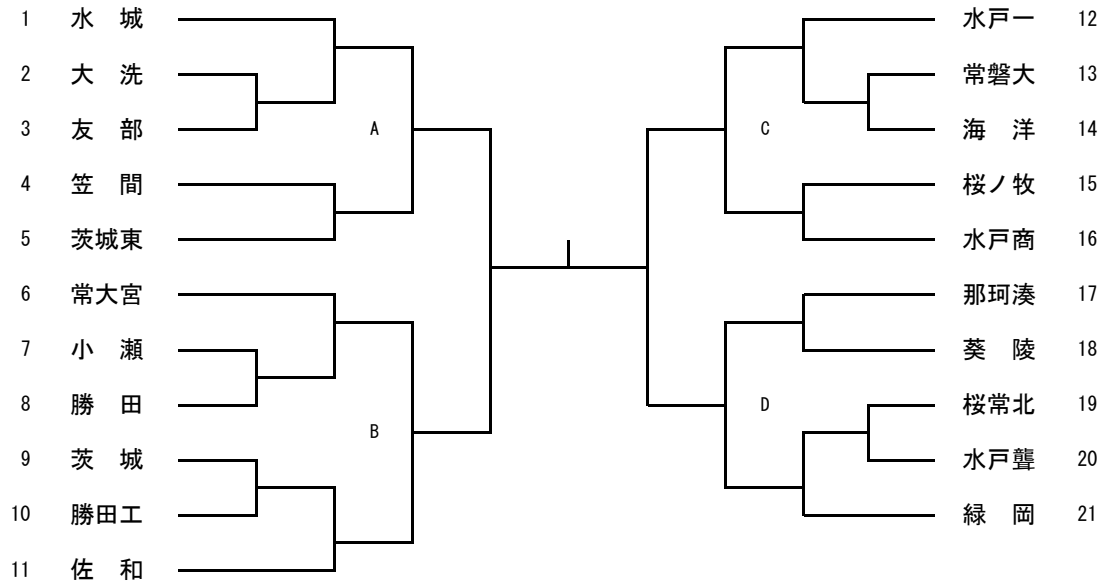 1 水 城
2 大 洗
3 友 部
A
4 笠 間
5 茨城東
6 常大宮
7 小 瀬
8 勝 田
B
9 茨 城
10 勝田工
11 佐 和
水戸一 12
常磐大 13
C
海 洋 14
桜ノ牧 15
水戸商 16
那珂湊 17
葵 陵 18
D
桜常北 19
水戸聾 20
緑 岡 21